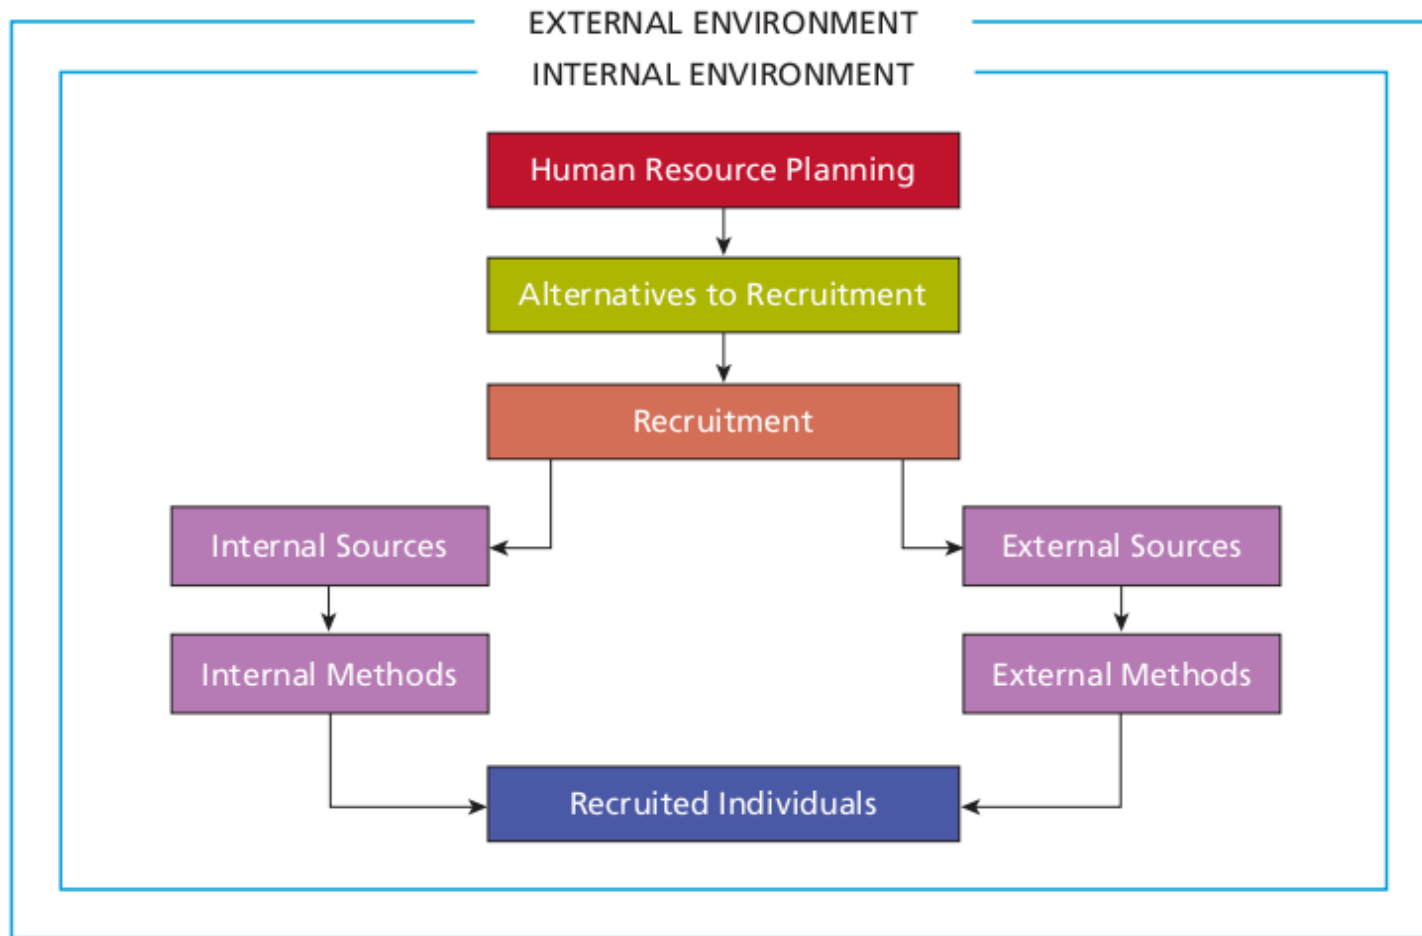 EXTERNAL ENVIRONMENT
INTERNAL ENVIRONMENT
Human Resource Planning
Alternatives to Recruitment
Recruitment
Internal Sources
External Sources
Internal Methods
External Methods
Recruited Individuals